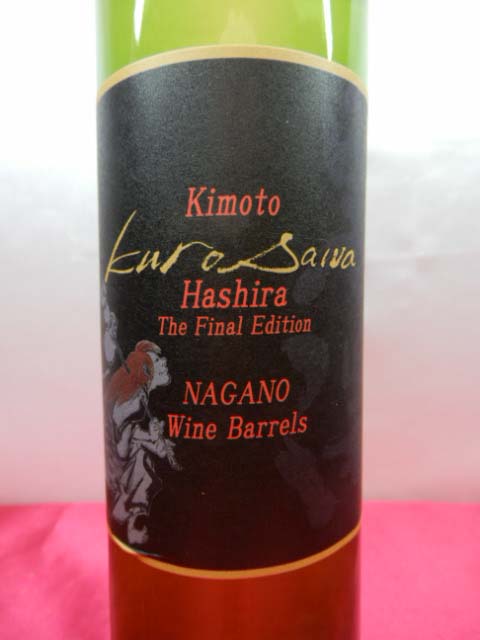 Kimoto
kurosawa
Hashira
The Final Edition
NAGANO
Wine Barrels